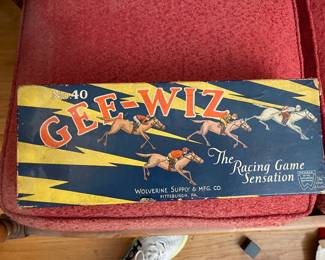 No 40
GEE-WIZ
The
Racing Game
Sensation
WOLVERINE SUPPLY & MFG. CO.
PITTSBURGH, PA.